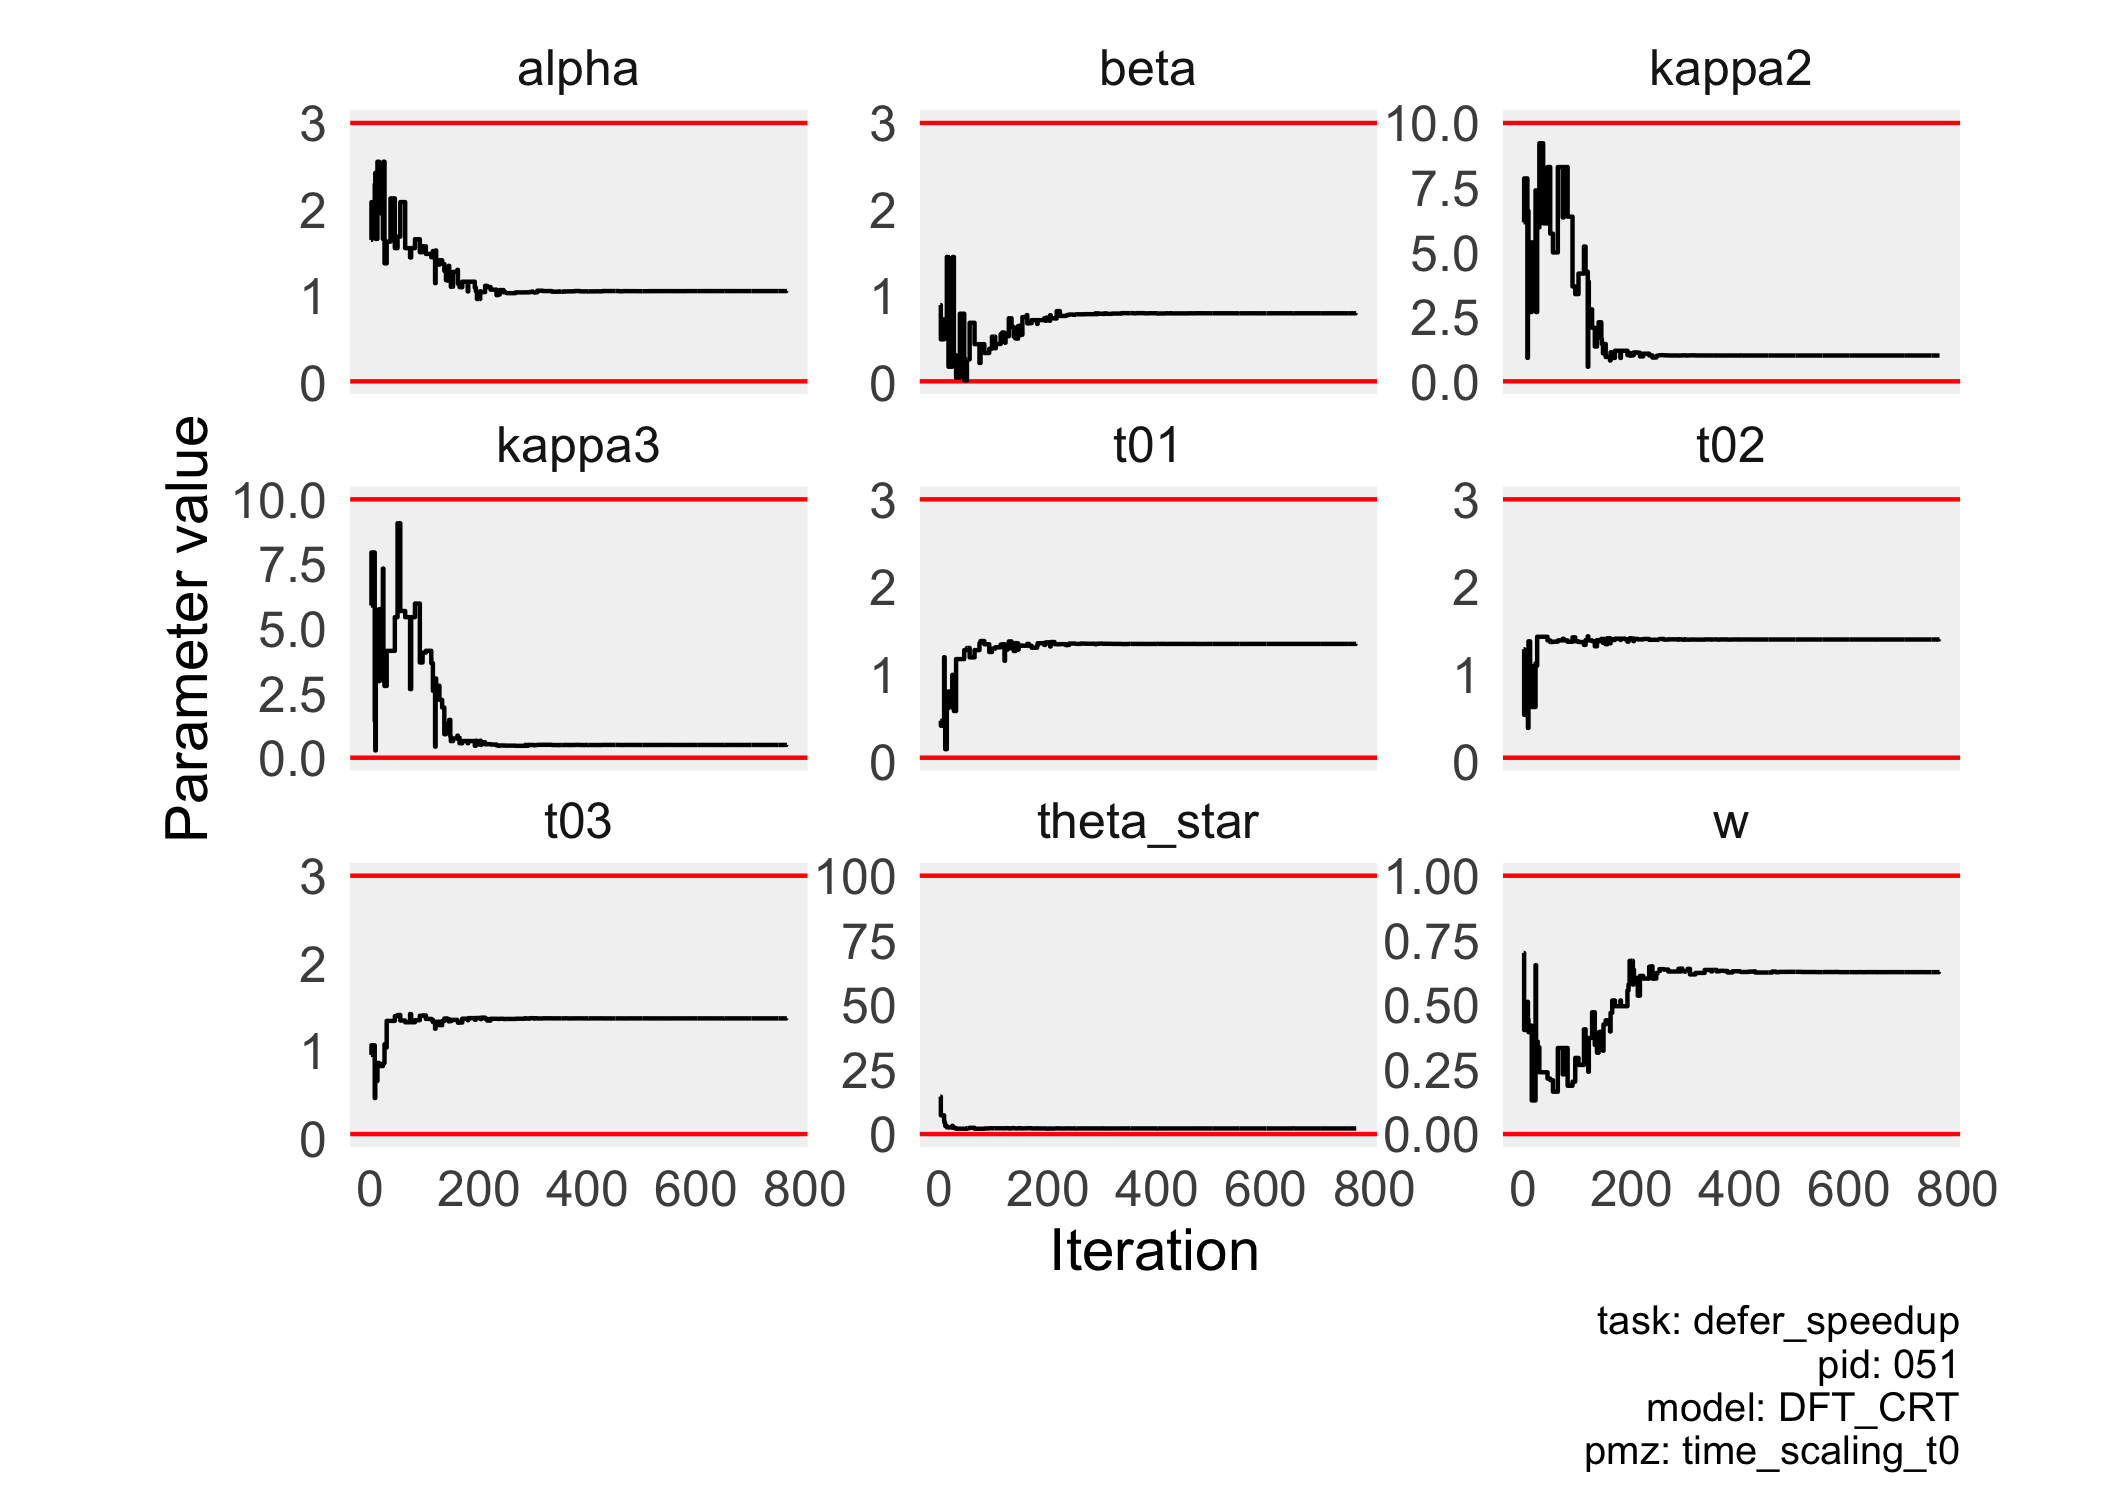 alpha
beta
kappa2
3
2
1
0
3
2
1
0
10.0
7.5
5.0
2.5
0.0
kappa3
t01
t02
10.0
7.5
5.0
2.5
0.0
3
2
1
0
3
2
1
0
t03
theta_star
w
3
2
1
0
100
75
50
25
0
1.00
0.75
0.50
0.25
0.00
0 200 400 600 800
0 200 400 600 800
0 200 400 600 800
Parameter value
Iteration
task: defer_speedup
pid: 051
model: DFT_CRT
pmz: time_scaling_t0